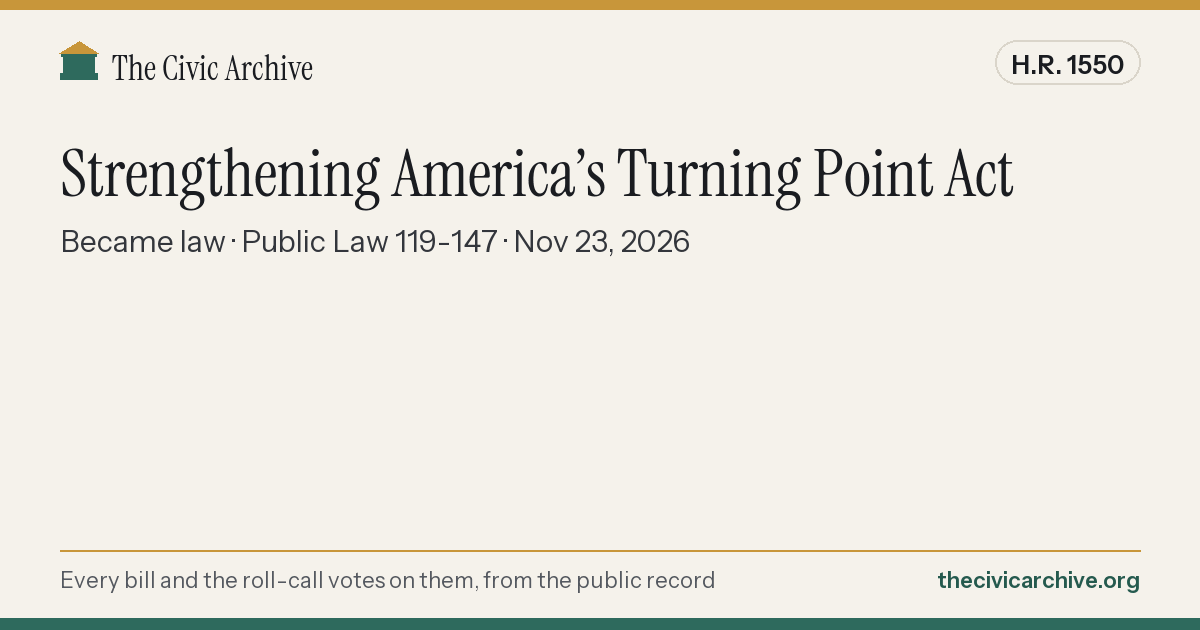 The Civic Archive
H.R. 1550
Strengthening America’s Turning Point Act
Became law · Public Law 119-147 · Nov 23, 2026
Every bill and the roll-call votes on them, from the public record
thecivicarchive.org